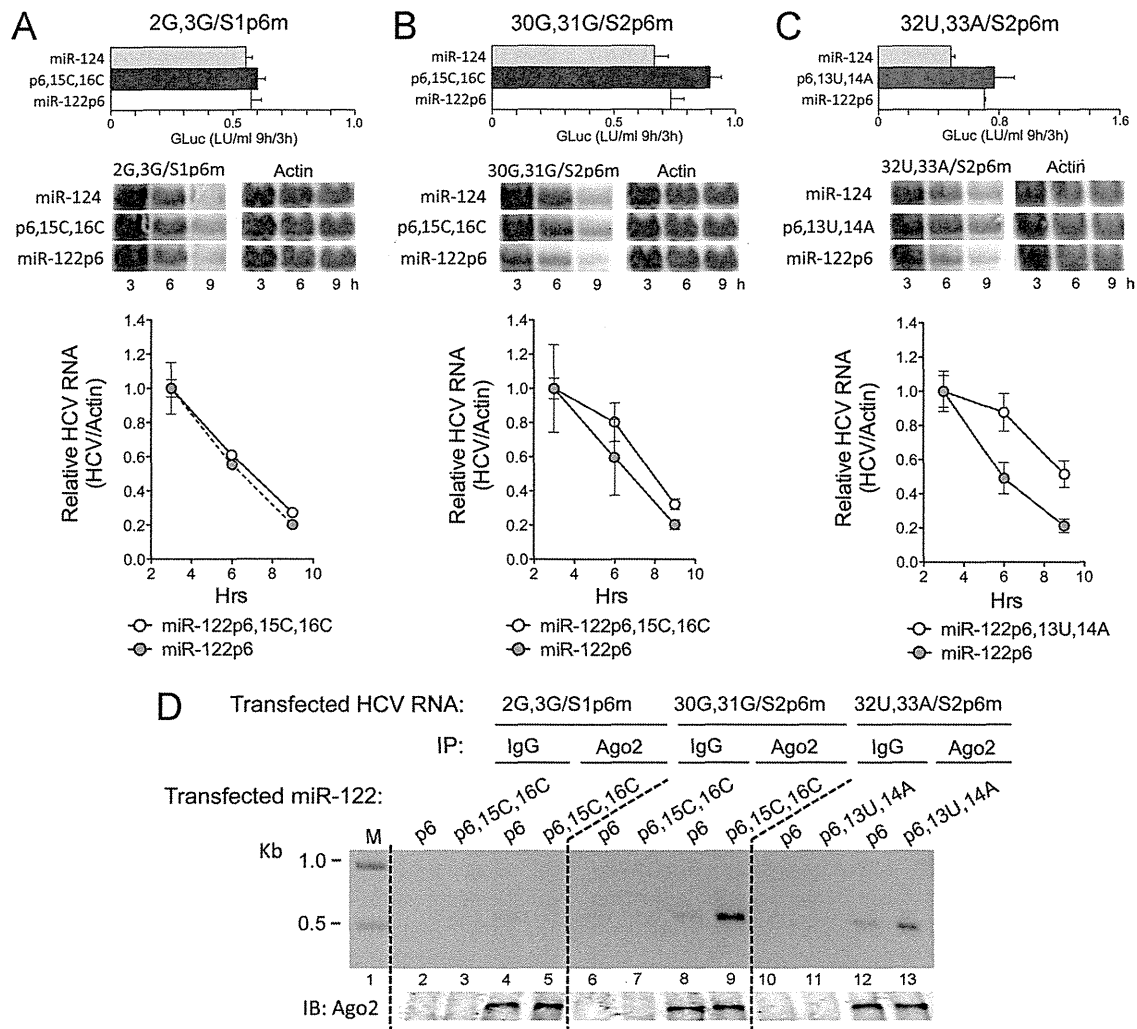 A 2G,3G/S1p6m
miR-124
p6,15C,16C
miR-122p6
0 0.5 1.0
GLuc (LU/ml 9h/3h)
2G,3G/S1p6m Actin
miR-124
p6,15C,16C
miR-122p6
3 6 9 3 6 9 h
Relative HCV RNA
(HCV/Actin)
1.4
1.2
1.0
0.8
0.6
0.4
0.2
0.0
2 4 6 8 10
Hrs
miR-122p6,15C,16C
miR-122p6
B 30G,31G/S2p6m
miR-124
p6,15C,16C
miR-122p6
0 0.5 1.0
GLuc (LU/ml 9h/3h)
30G,31G/S2p6m Actin
miR-124
p6,15C,16C
miR-122p6
3 6 9 3 6 9 h
Relative HCV RNA
(HCV/Actin)
1.4
1.2
1.0
0.8
0.6
0.4
0.2
0.0
2 4 6 8 10
Hrs
miR-122p6,15C,16C
miR-122p6
C 32U,33A/S2p6m
miR-124
p6,13U,14A
miR-122p6
0 0.8 1.6
GLuc (LU/ml 9h/3h)
32U,33A/S2p6m Actin
miR-124
p6,13U,14A
miR-122p6
3 6 9 3 6 9 h
Relative HCV RNA
(HCV/Actin)
1.4
1.2
1.0
0.8
0.6
0.4
0.2
0.0
2 4 6 8 10
Hrs
miR-122p6,13U,14A
miR-122p6
D Transfected HCV RNA: 2G,3G/S1p6m 30G,31G/S2p6m 32U,33A/S2p6m
IP: IgG Ago2 IgG Ago2 IgG Ago2
Transfected miR-122:
M p6 p6,15C,16C p6 p6,15C,16C p6 p6,15C,16C p6 p6,15C,16C p6 p6,13U,14A p6 p6,13U,14A
Kb
1.0
0.5
1 2 3 4 5 6 7 8 9 10 11 12 13
IB: Ago2